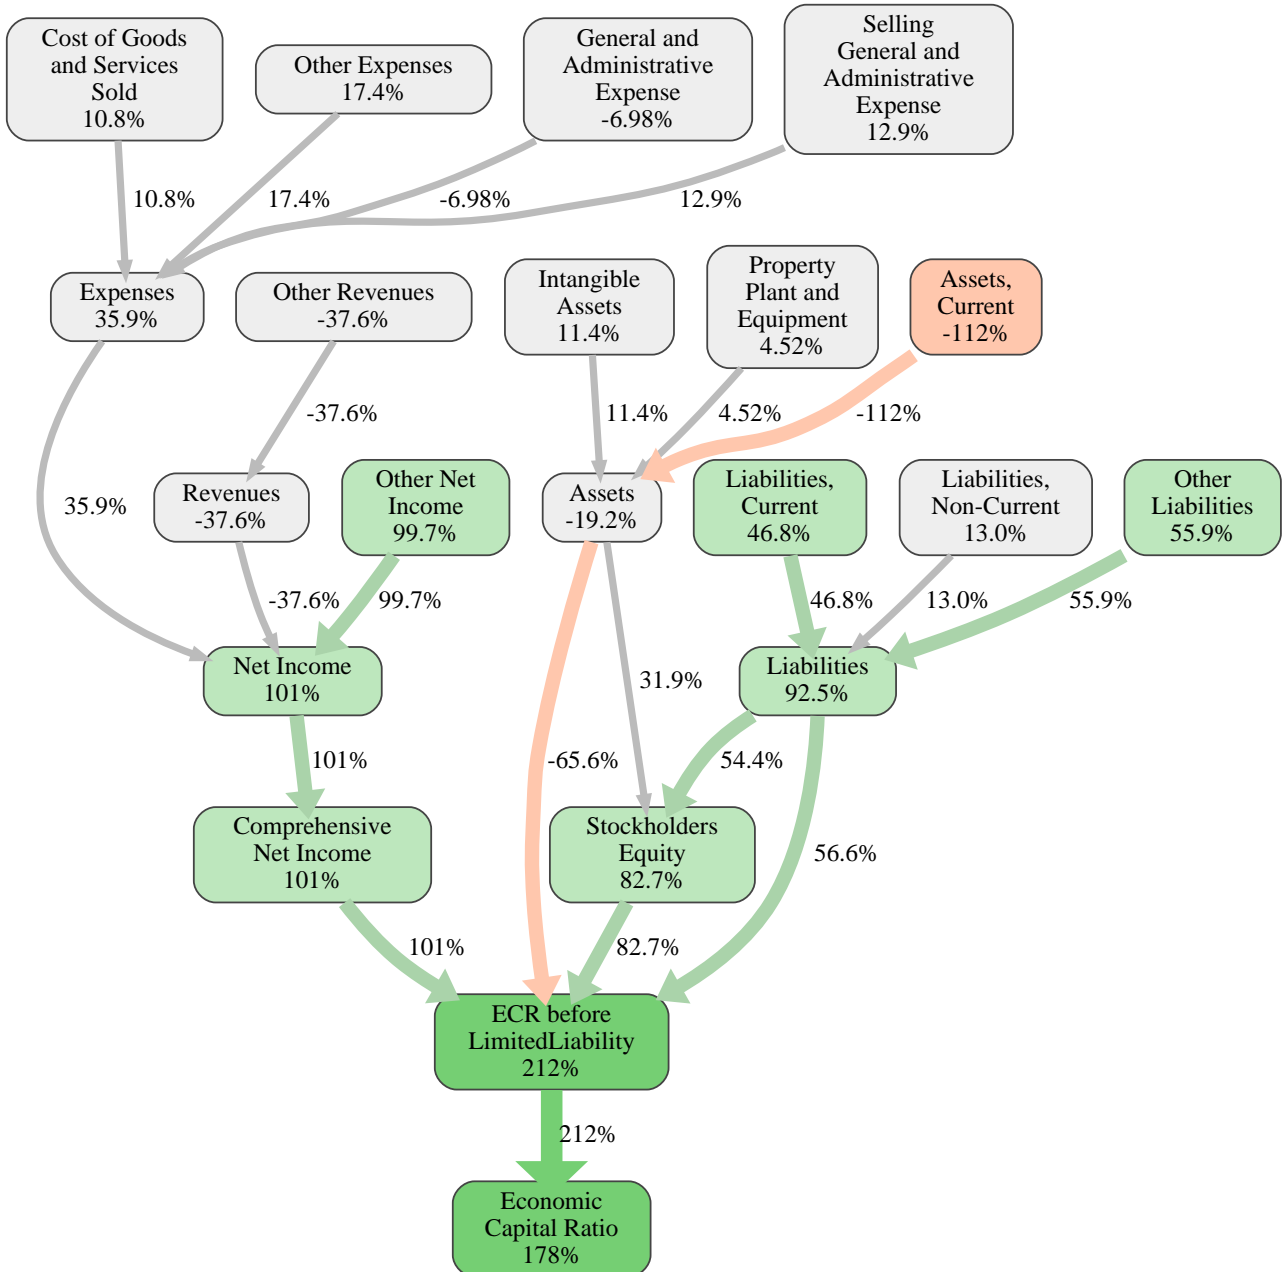 Cost of Goods
and Services
Sold
10.8%
Other Expenses
17.4%
General and
Administrative
Expense
-6.98%
Selling
General and
Administrative
Expense
12.9%
10.8%
17.4%
-6.98%
12.9%
Expenses
35.9%
Other Revenues
-37.6%
Intangible
Assets
11.4%
Property
Plant and
Equipment
4.52%
Assets,
Current
-112%
-37.6%
11.4%
4.52%
-112%
35.9%
Revenues
-37.6%
Other Net
Income
99.7%
Assets
-19.2%
Liabilities,
Current
46.8%
Liabilities,
Non-Current
13.0%
Other
Liabilities
55.9%
-37.6%
99.7%
46.8%
13.0%
55.9%
Net Income
101%
31.9%
Liabilities
92.5%
101%
-65.6%
54.4%
Comprehensive
Net Income
101%
Stockholders
Equity
82.7%
56.6%
101%
82.7%
ECR before
LimitedLiability
212%
212%
Economic
Capital Ratio
178%